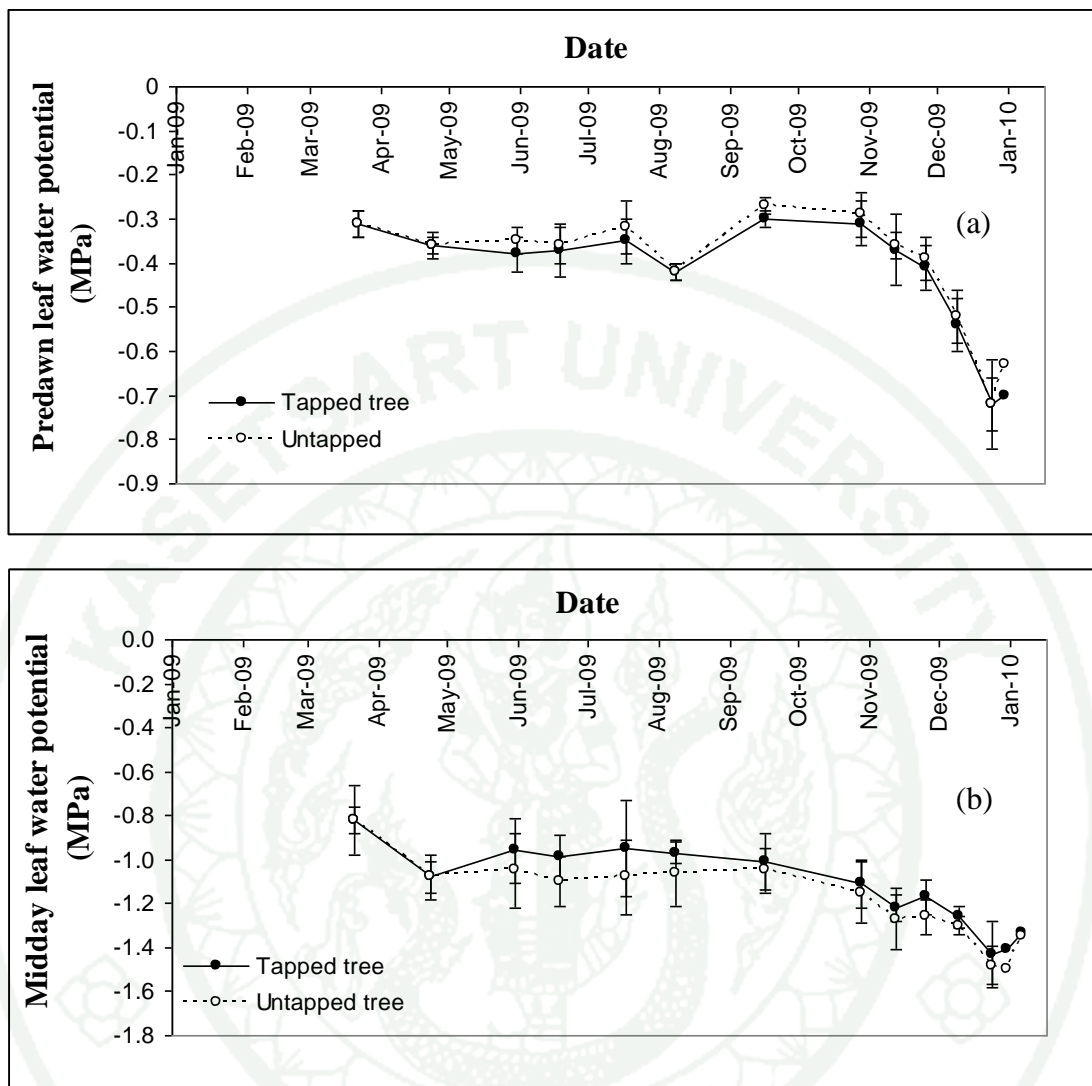 Date
Predawn leaf water potential
(MPa)
0
-0.1
-0.2
-0.3
-0.4
-0.5
-0.6
-0.7
-0.8
-0.9
Jan-09
Feb-09
Mar-09
Apr-09
May-09
Jun-09
Jul-09
Aug-09
Sep-09
Oct-09
Nov-09
Dec-09
Jan-10
(a)
Tapped tree
Untapped
KASETSART UNIVERSITY
Date
Midday leaf water potential
(MPa)
0.0
-0.2
-0.4
-0.6
-0.8
-1.0
-1.2
-1.4
-1.6
-1.8
Jan-09
Feb-09
Mar-09
Apr-09
May-09
Jun-09
Jul-09
Aug-09
Sep-09
Oct-09
Nov-09
Dec-09
Jan-10
(b)
Tapped tree
Untapped tree